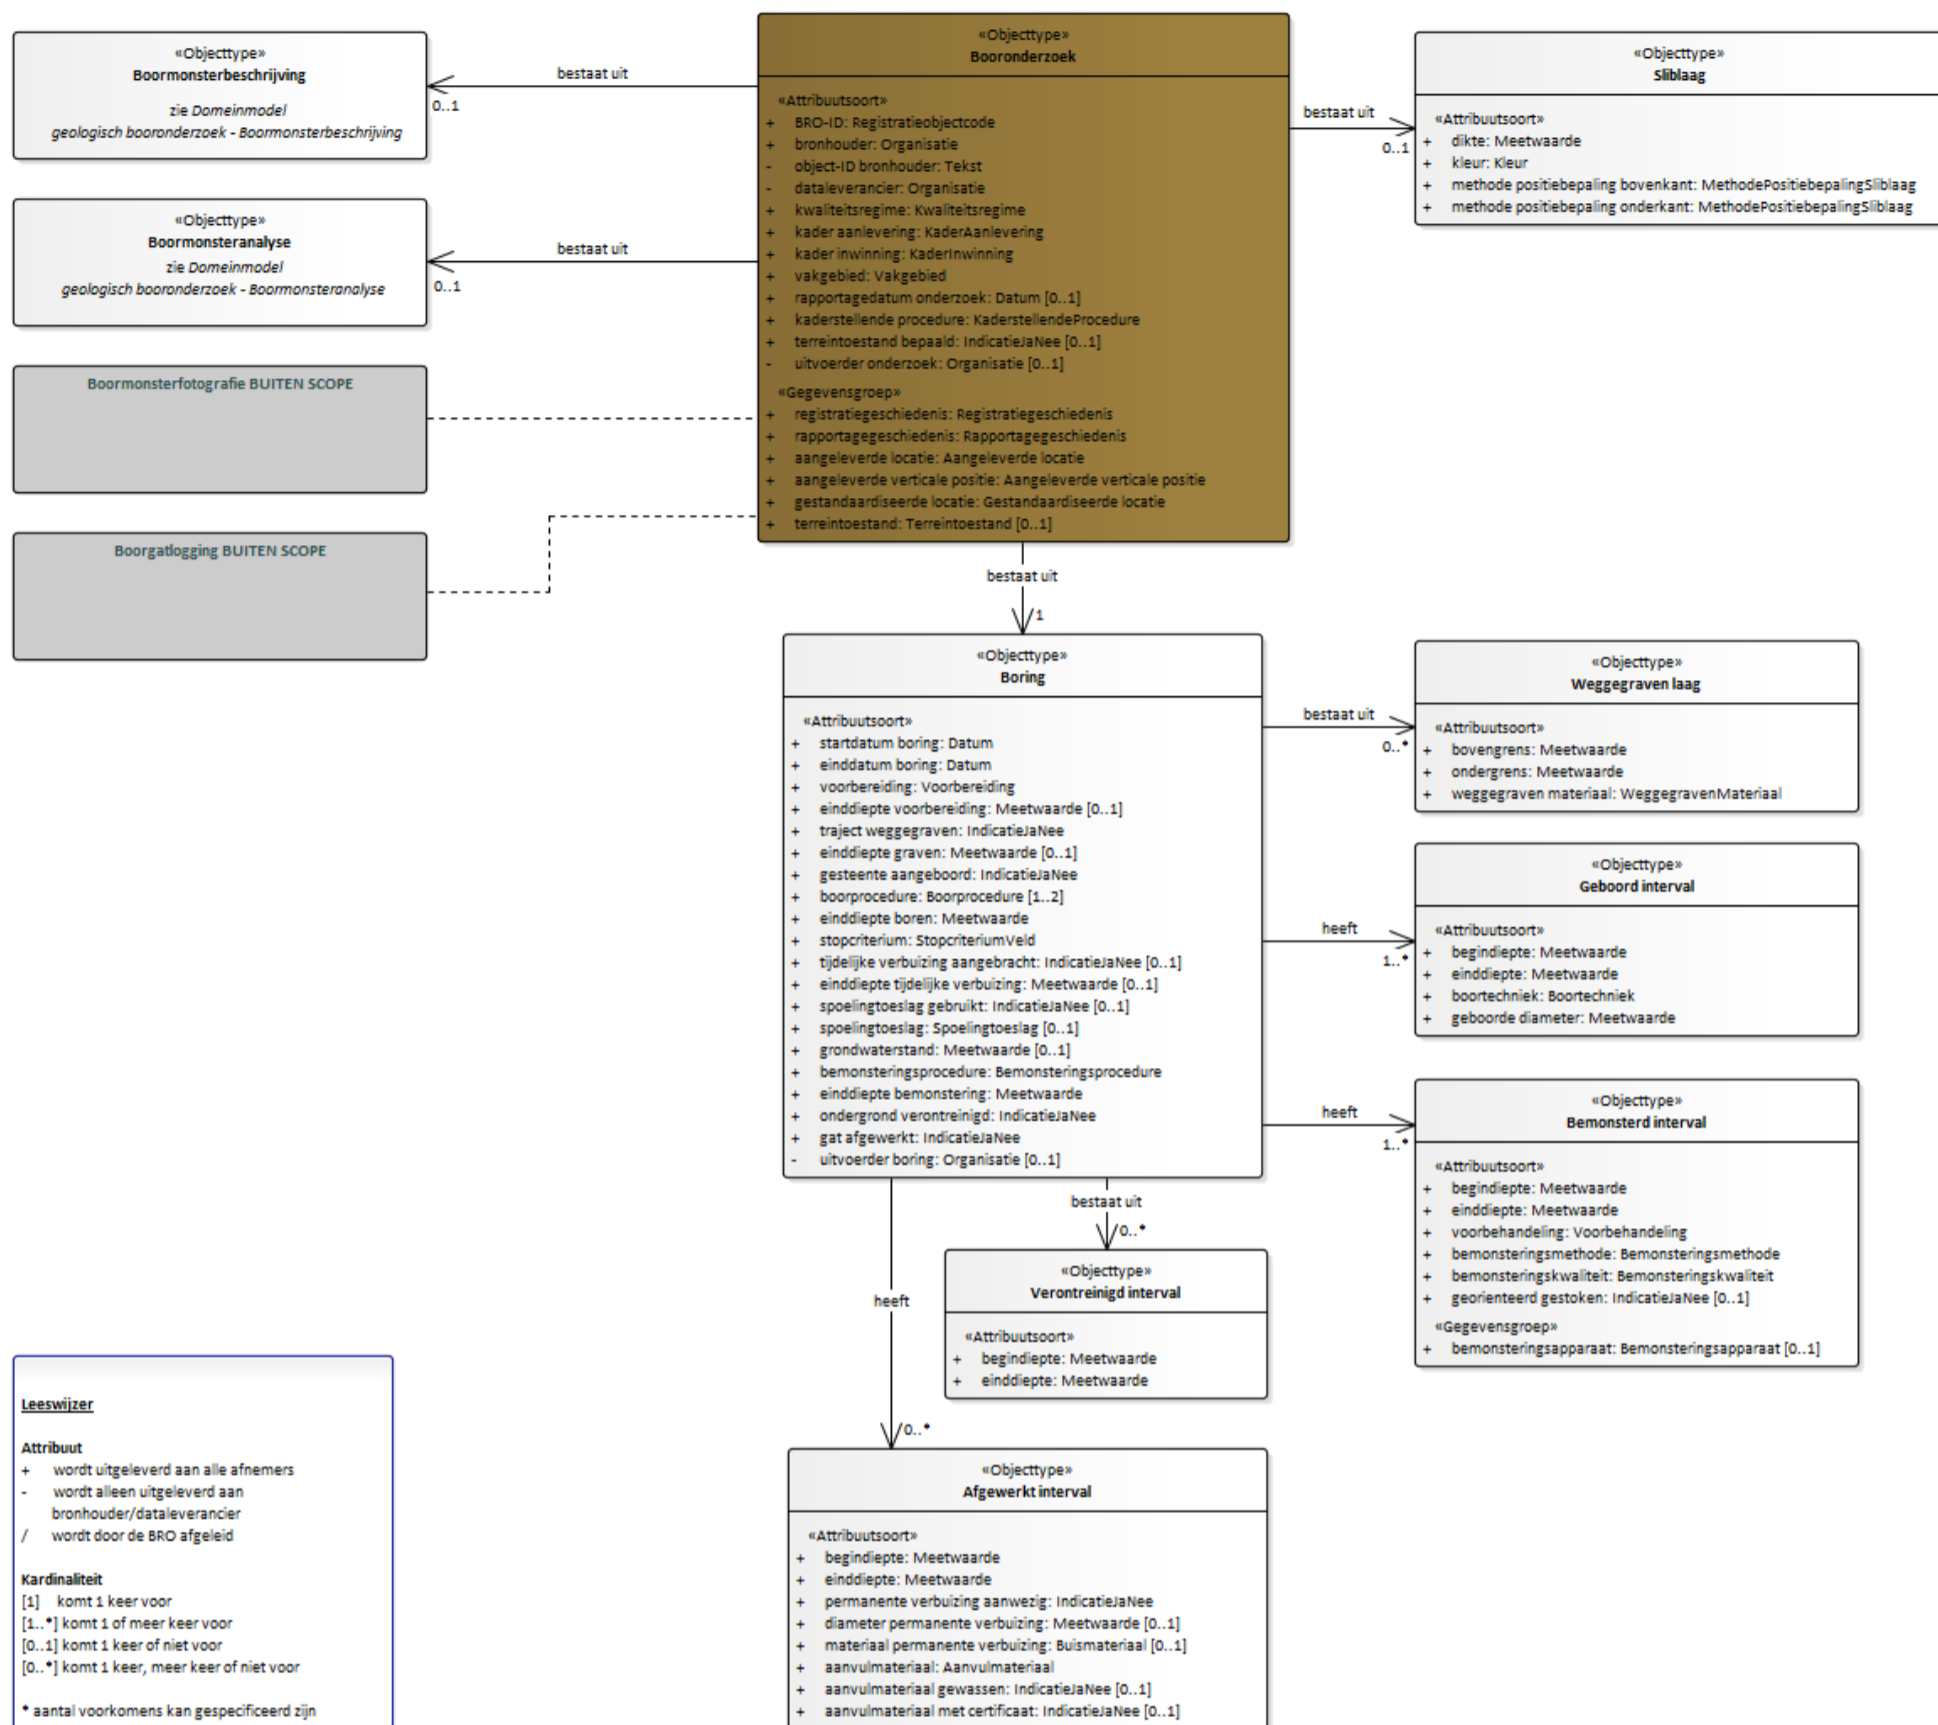 «Objecttype»
Boormonsterbeschrijving
zie Domeinmodel
geologisch booronderzoek - Boormonsterbeschrijving
bestaat uit
0..1
«Objecttype»
Boormonsteranalyse
zie Domeinmodel
geologisch booronderzoek - Boormonsteranalyse
bestaat uit
0..1
Boormonsterfotografie BUITEN SCOPE
Boorgatlogging BUITEN SCOPE
«Objecttype»
Booronderzoek
«Attribuutsoort»
+ BRO-ID: Registratieobjectcode
+ bronhouder: Organisatie
- object-ID bronhouder: Tekst
- dataleverancier: Organisatie
+ kwaliteitsregime: Kwaliteitsregime
+ kader aanlevering: KaderAanlevering
+ kader inwinning: KaderInwinning
+ vakgebied: Vakgebied
+ rapportagedatum onderzoek: Datum [0..1]
+ kaderstellende procedure: KaderstellendeProcedure
+ terreintoestand bepaald: IndicatieJaNee [0..1]
- uitvoerder onderzoek: Organisatie [0..1]
«Gegevensgroep»
+ registratiegeschiedenis: Registratiegeschiedenis
+ rapportagegeschiedenis: Rapportagegeschiedenis
+ aangeleverde locatie: Aangeleverde locatie
+ aangeleverde verticale positie: Aangeleverde verticale positie
+ gestandaardiseerde locatie: Gestandaardiseerde locatie
+ terreintoestand: Terreintoestand [0..1]
bestaat uit
0..1
«Objecttype»
Sliblaag
«Attribuutsoort»
+ dikte: Meetwaarde
+ kleur: Kleur
+ methode positiebepaling bovenkant: MethodePositiebepalingSliblaag
+ methode positiebepaling onderkant: MethodePositiebepalingSliblaag
bestaat uit
1
«Objecttype»
Boring
«Attribuutsoort»
+ startdatum boring: Datum
+ einddatum boring: Datum
+ voorbereiding: Voorbereiding
+ einddiepte voorbereiding: Meetwaarde [0..1]
+ traject weggegraven: IndicatieJaNee
+ einddiepte graven: Meetwaarde [0..1]
+ gesteente aangeboord: IndicatieJaNee
+ boorprocedure: Boorprocedure [1..2]
+ einddiepte boren: Meetwaarde
+ stopcriterium: StopcriteriumVeld
+ tijdelijke verbuizing aangebracht: IndicatieJaNee [0..1]
+ einddiepte tijdelijke verbuizing: Meetwaarde [0..1]
+ spoelingtoeslag gebruikt: IndicatieJaNee [0..1]
+ spoelingtoeslag: Spoelingtoeslag [0..1]
+ grondwaterstand: Meetwaarde [0..1]
+ bemonsteringsprocedure: Bemonsteringsprocedure
+ einddiepte bemonstering: Meetwaarde
+ ondergrond verontreinigd: IndicatieJaNee
+ gat afgewerkt: IndicatieJaNee
- uitvoerder boring: Organisatie [0..1]
bestaat uit
0..*
«Objecttype»
Weggegraven laag
«Attribuutsoort»
+ bovengrens: Meetwaarde
+ ondergrens: Meetwaarde
+ weggegraven materiaal: WeggegravenMateriaal
heeft
1..*
«Objecttype»
Geboord interval
«Attribuutsoort»
+ begindiepte: Meetwaarde
+ einddiepte: Meetwaarde
+ boortechniek: Boortechniek
+ geboorde diameter: Meetwaarde
heeft
1..*
«Objecttype»
Bemonsterd interval
«Attribuutsoort»
+ begindiepte: Meetwaarde
+ einddiepte: Meetwaarde
+ voorbehandeling: Voorbehandeling
+ bemonsteringsmethode: Bemonsteringsmethode
+ bemonsteringskwaliteit: Bemonsteringskwaliteit
+ georienteerd gestoken: IndicatieJaNee [0..1]
«Gegevensgroep»
+ bemonsteringsapparaat: Bemonsteringsapparaat [0..1]
bestaat uit
0..*
«Objecttype»
Verontreinigd interval
«Attribuutsoort»
+ begindiepte: Meetwaarde
+ einddiepte: Meetwaarde
heeft
0..*
«Objecttype»
Afgewerkt interval
«Attribuutsoort»
+ begindiepte: Meetwaarde
+ einddiepte: Meetwaarde
+ permanente verbuizing aanwezig: IndicatieJaNee
+ diameter permanente verbuizing: Meetwaarde [0..1]
+ materiaal permanente verbuizing: Buismateriaal [0..1]
+ aanvulmateriaal: Aanvulmateriaal
+ aanvulmateriaal gewassen: IndicatieJaNee [0..1]
+ aanvulmateriaal met certificaat: IndicatieJaNee [0..1]
Leeswijzer
Attribuut
+ wordt uitgeleverd aan alle afnemers
- wordt alleen uitgeleverd aan
bronhouder/dataleverancier
/ wordt door de BRO afgeleid
Kardinaliteit
[1] komt 1 keer voor
[1..*] komt 1 of meer keer voor
[0..1] komt 1 keer of niet voor
[0..*] komt 1 keer, meer keer of niet voor
* aantal voorkomens kan gespecificeerd zijn